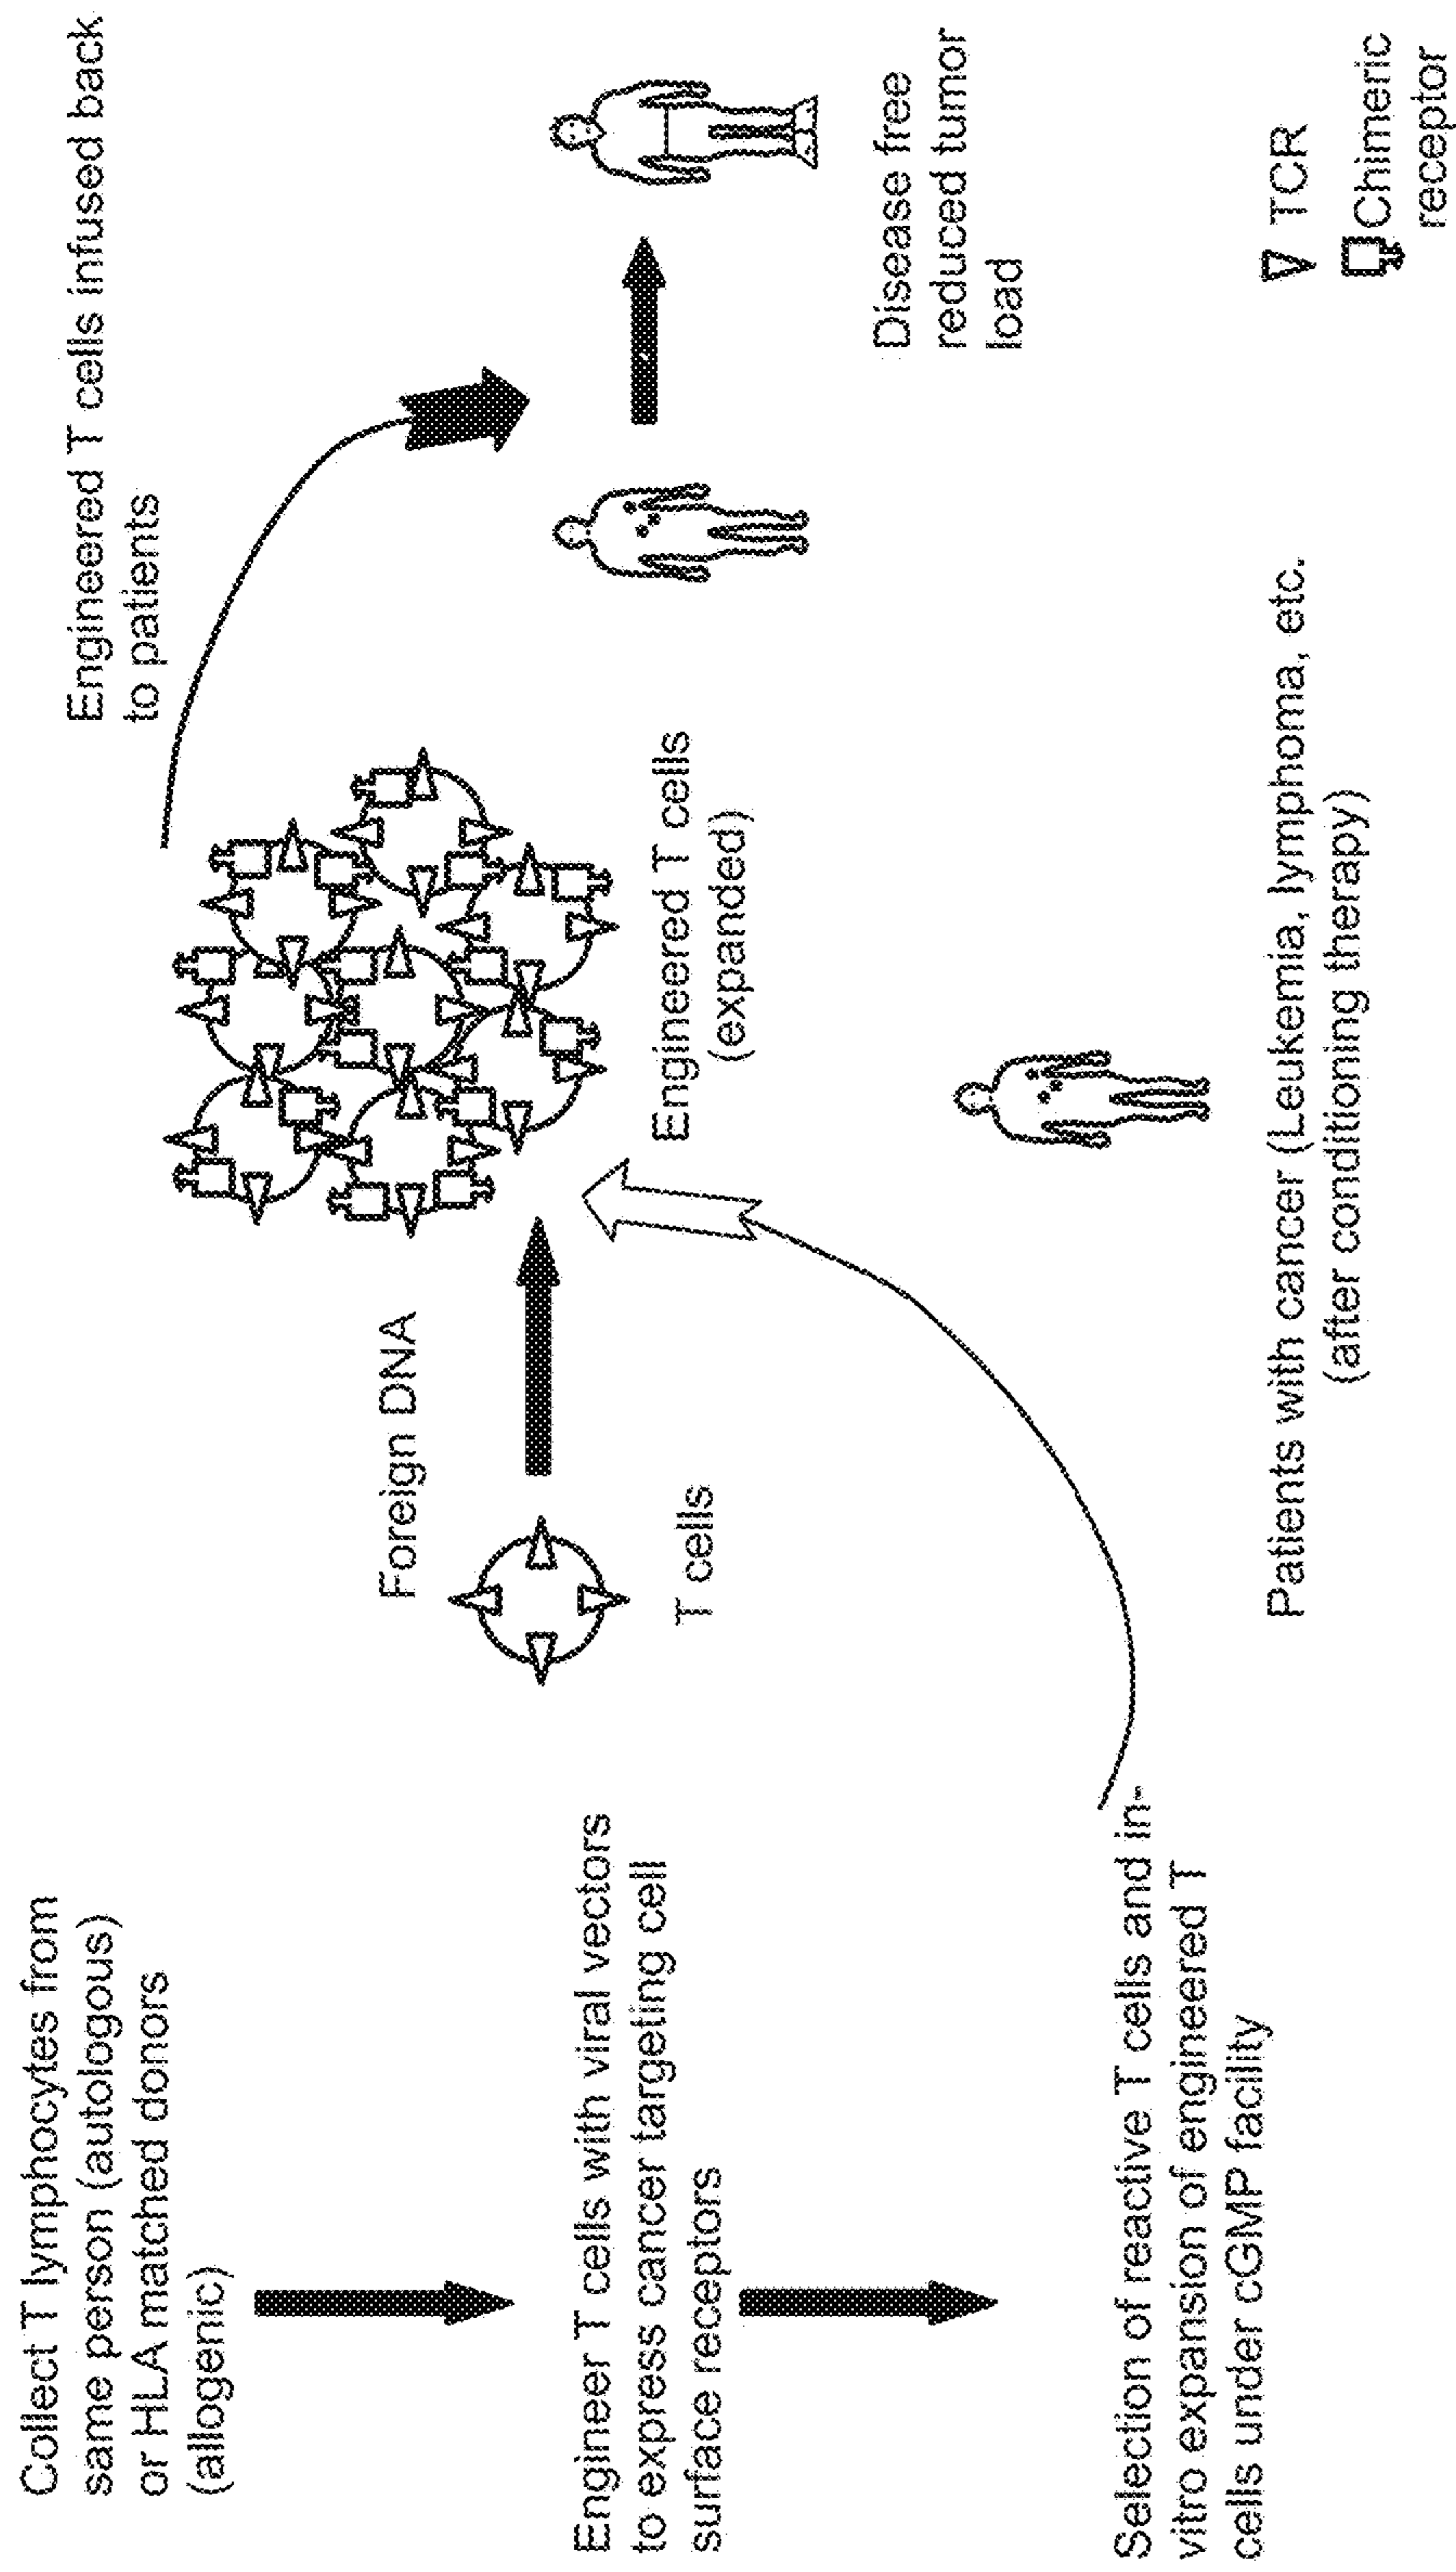 Collect T lymphocytes from
same person (autologous)
or HLA matched donors
(allogenic)
Engineer T cells with viral vectors
to express cancer targeting cell
surface receptors
Selection of reactive T cells and in-
vitro expansion of engineered T
cells under cGMP facility
Foreign DNA
T cells
Engineered T cells
(expanded)
Engineered T cells infused back
to patients
Disease free
reduced tumor
load
Patients with cancer (Leukemia, lymphoma, etc.
(after conditioning therapy)
TCR
Chimeric
receptor